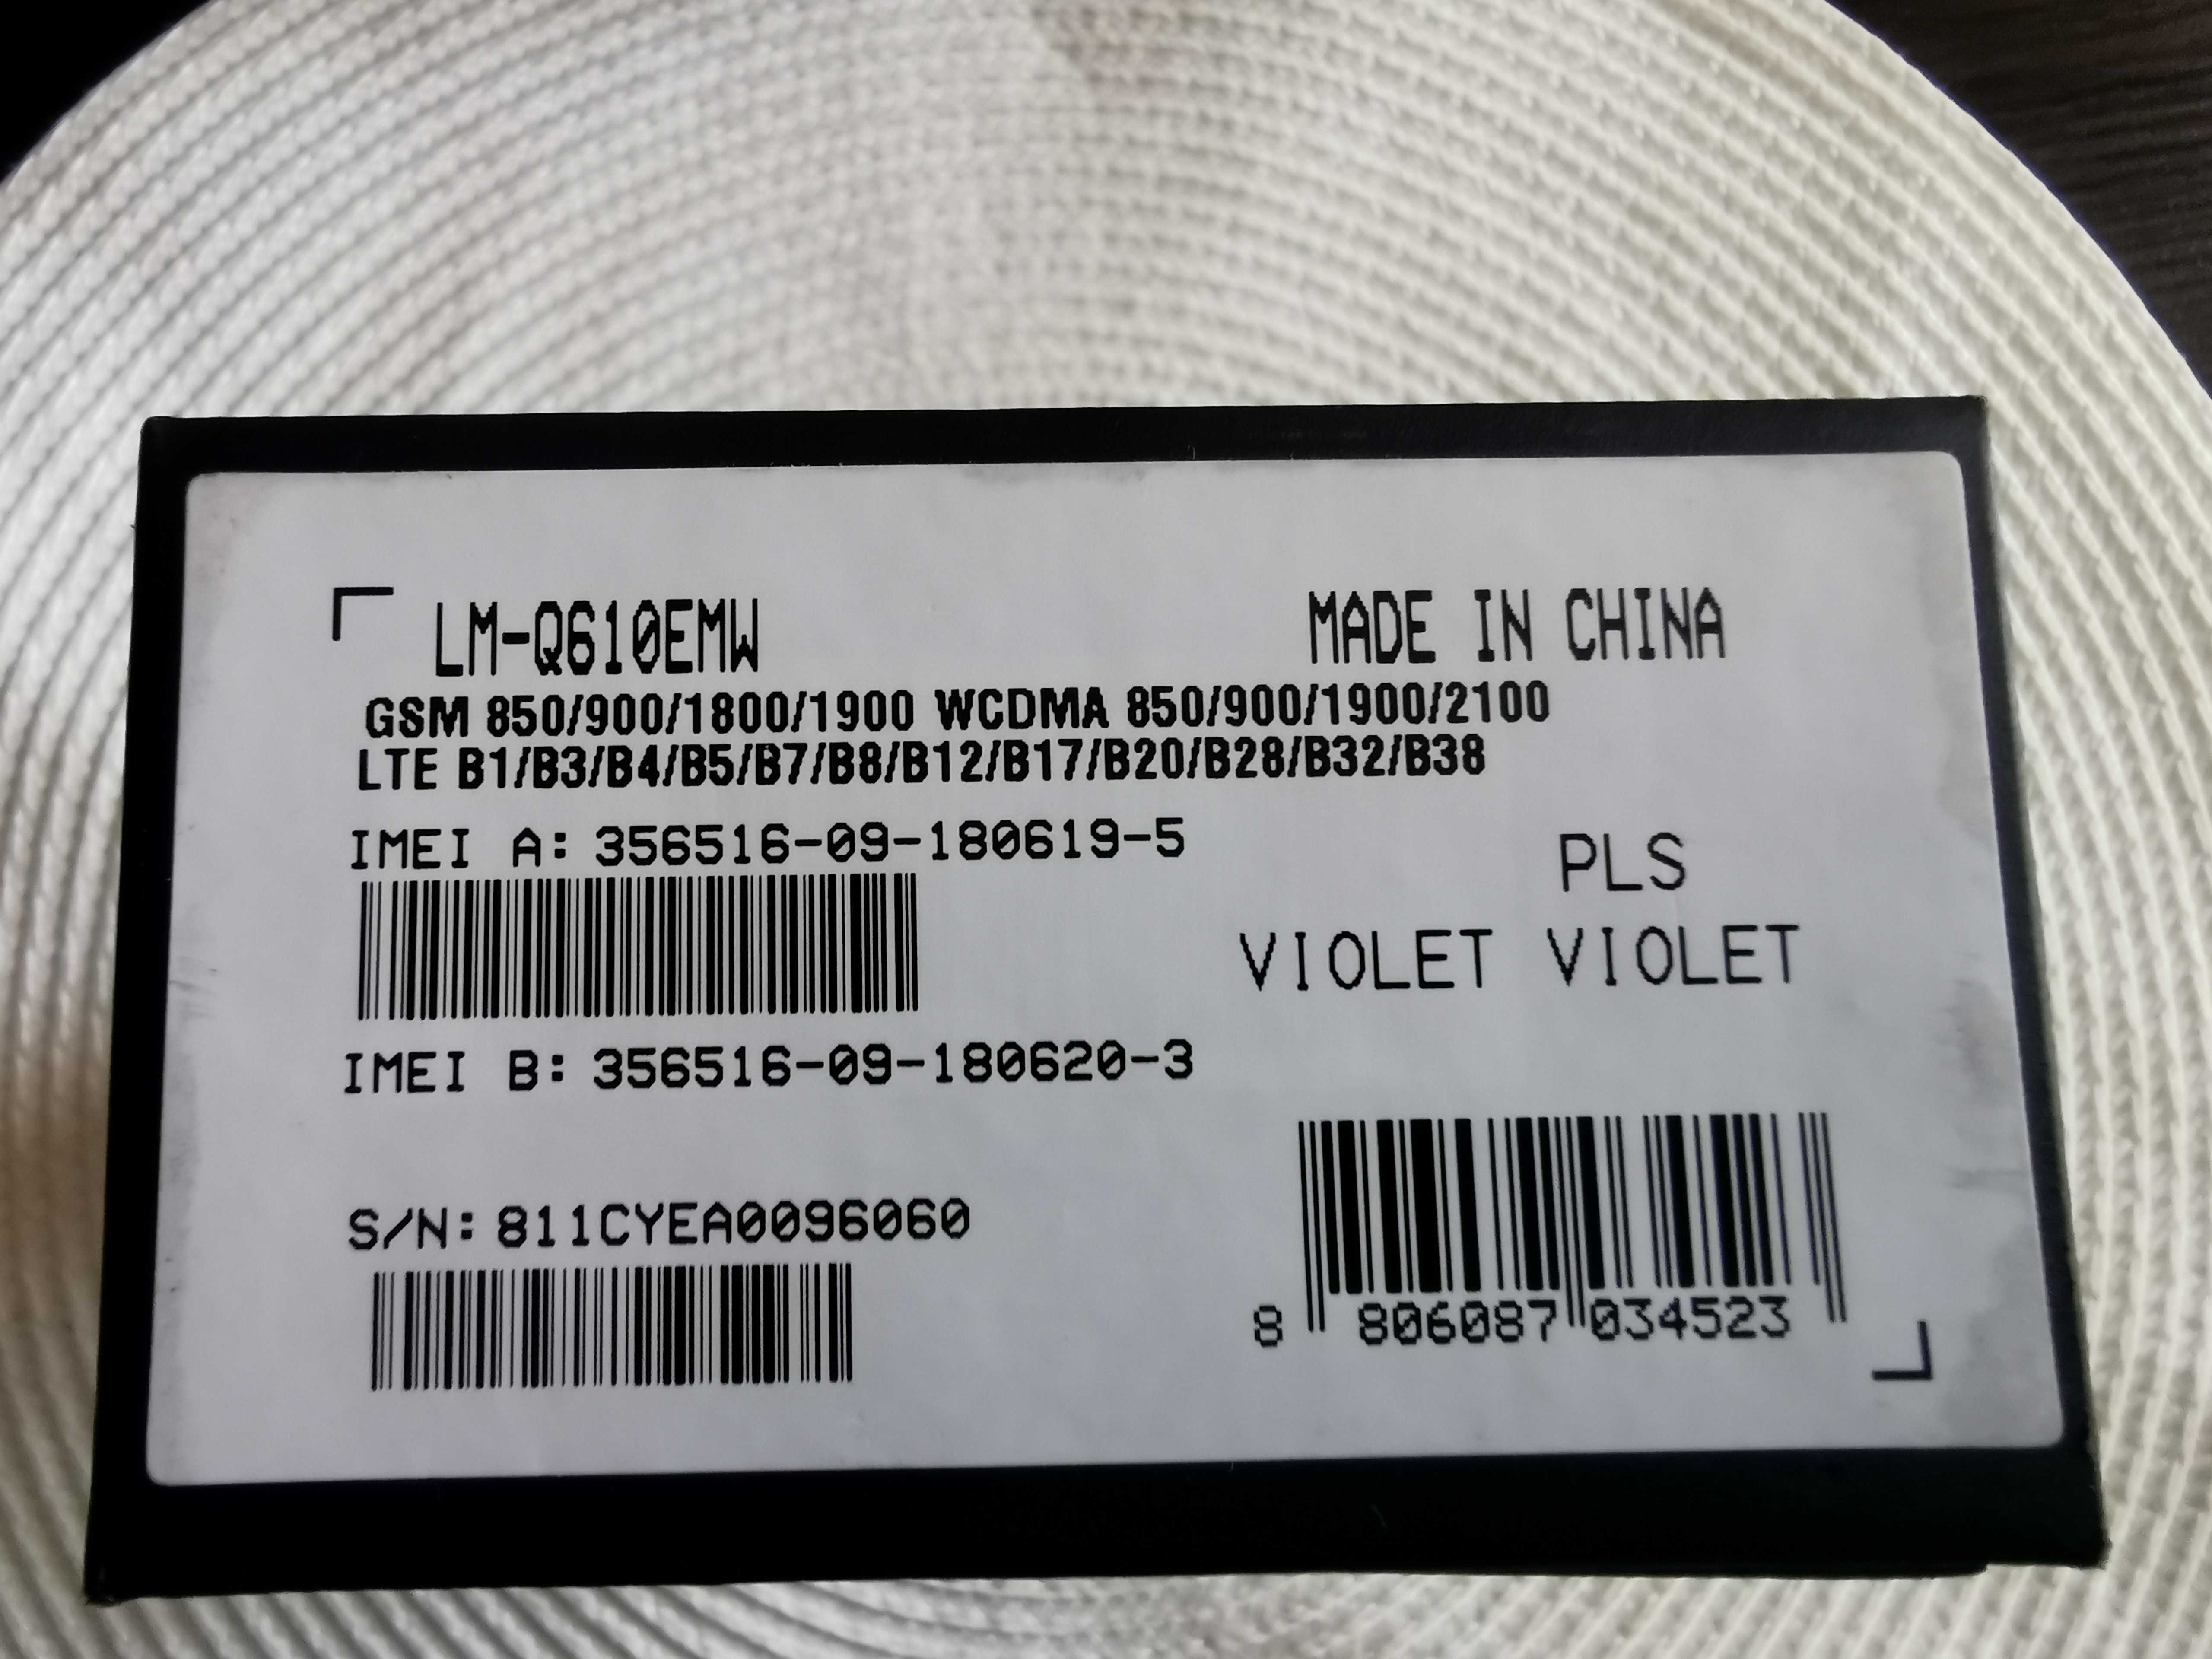 LM-Q610EMW
MADE IN CHINA
GSM 850/900/1800/1900 WCDMA 850/900/1900/2100
LTE B1/B3/B4/B5/B7/B8/B12/B17/B20/B28/B32/B38
IMEI A: 356516-09-180619-5
PLS
VIOLET VIOLET
IMEI B: 356516-09-180620-3
S/N: 811CYEA0096060
8 806087 034523